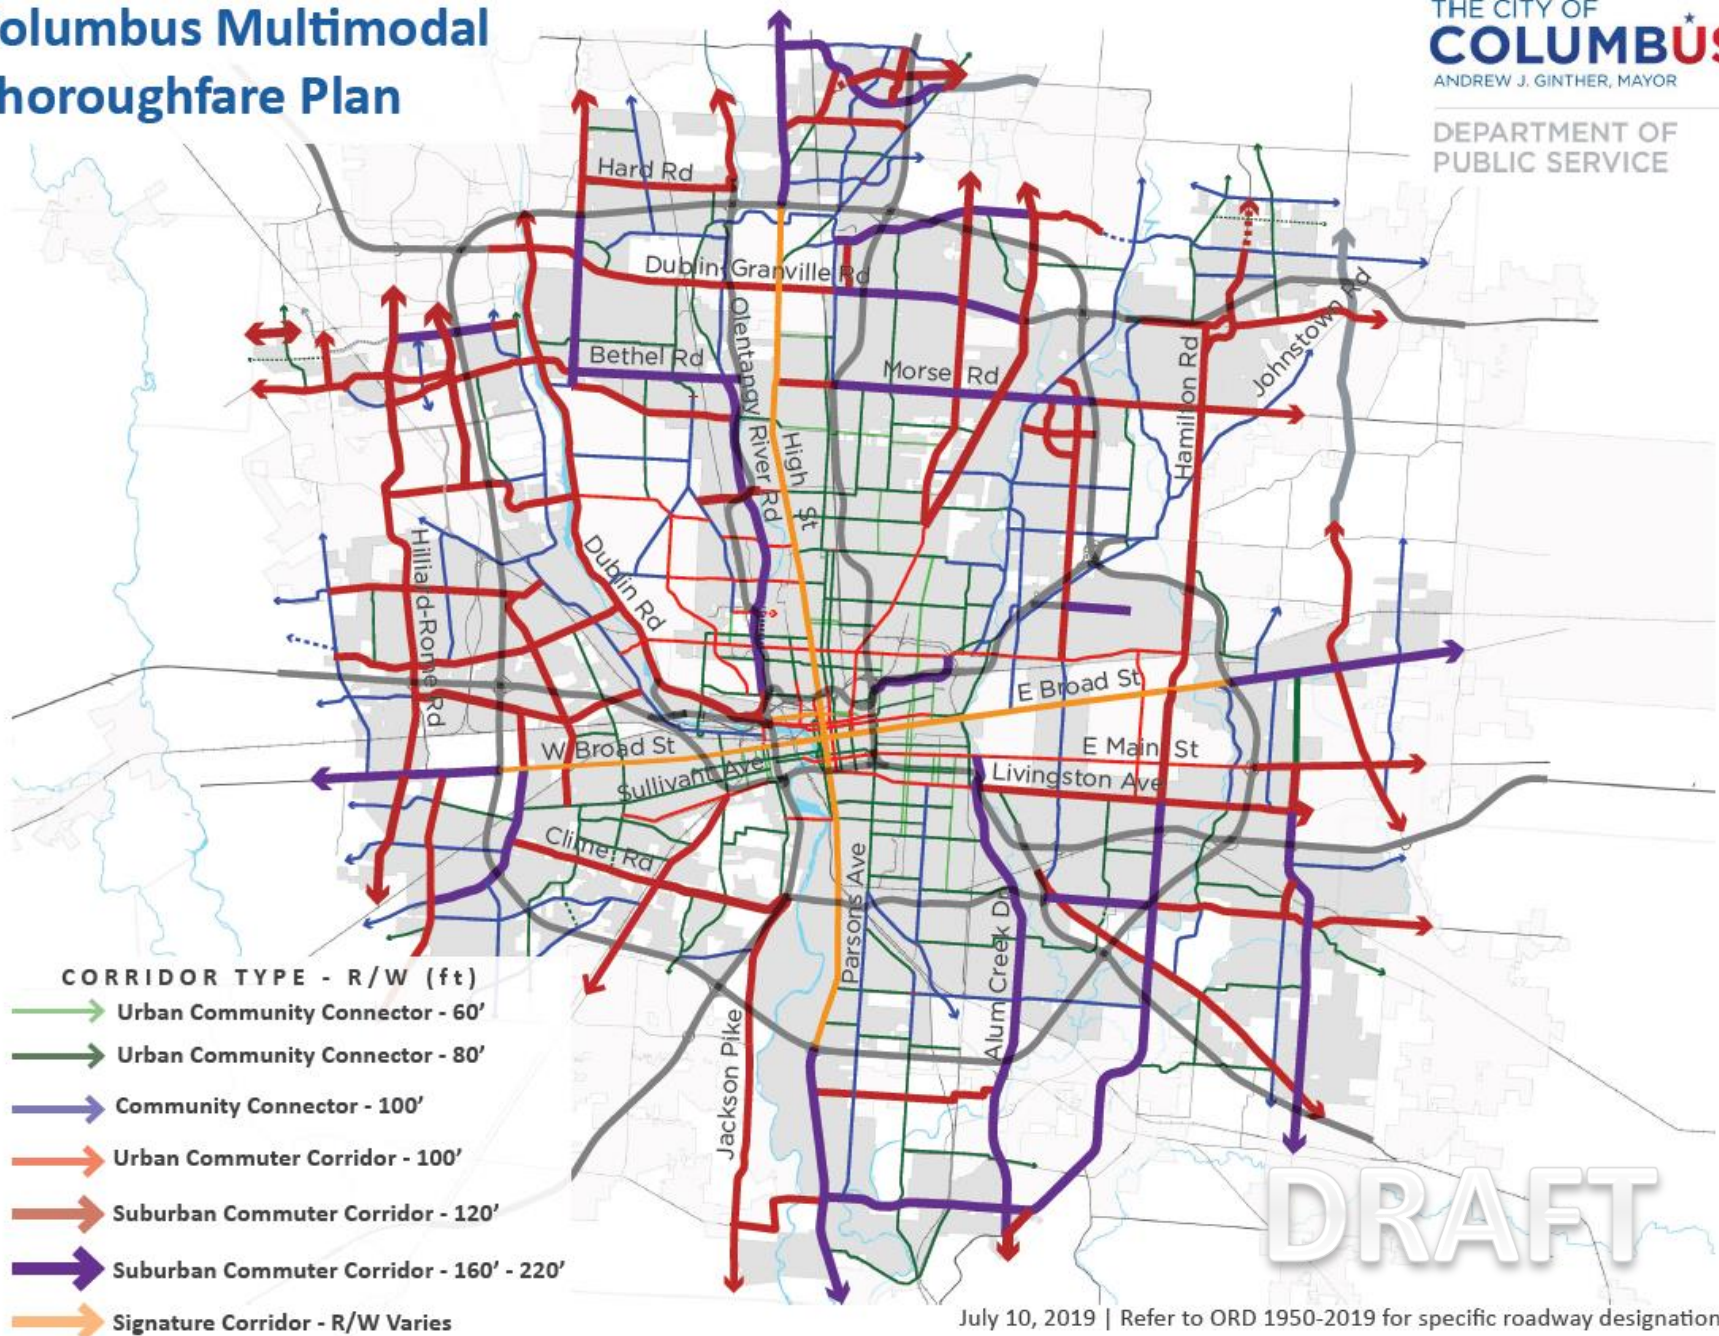 olumbus Multimodal
horoughfare Plan
THE CITY OF
COLUMBUS
ANDREW J. GINTHER, MAYOR
DEPARTMENT OF
PUBLIC SERVICE
Hard Rd
Dublin-Granville Rd
Olentangy River Rd
Bethel Rd
Morse Rd
High St
Hamilton Rd
Johnstown Rd
Hilliard-Rome Rd
Dublin Rd
E Broad St
W Broad St
E Main St
Sullivant Ave
Livingston Ave
Clime Rd
Parsons Ave
Alum Creek Dr
Jackson Pike
CORRIDOR TYPE - R/W (ft)
Urban Community Connector - 60'
Urban Community Connector - 80'
Community Connector - 100'
Urban Commuter Corridor - 100'
Suburban Commuter Corridor - 120'
Suburban Commuter Corridor - 160' - 220'
Signature Corridor - R/W Varies
DRAFT
July 10, 2019 | Refer to ORD 1950-2019 for specific roadway designation